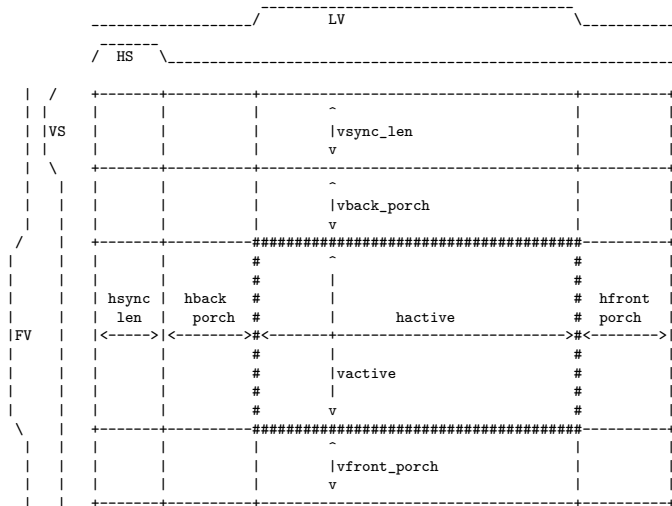 LV
HS
VS
vsync_len
vback_porch
hsync hback hfront
len porch hactive porch
FV
vactive
vfront_porch